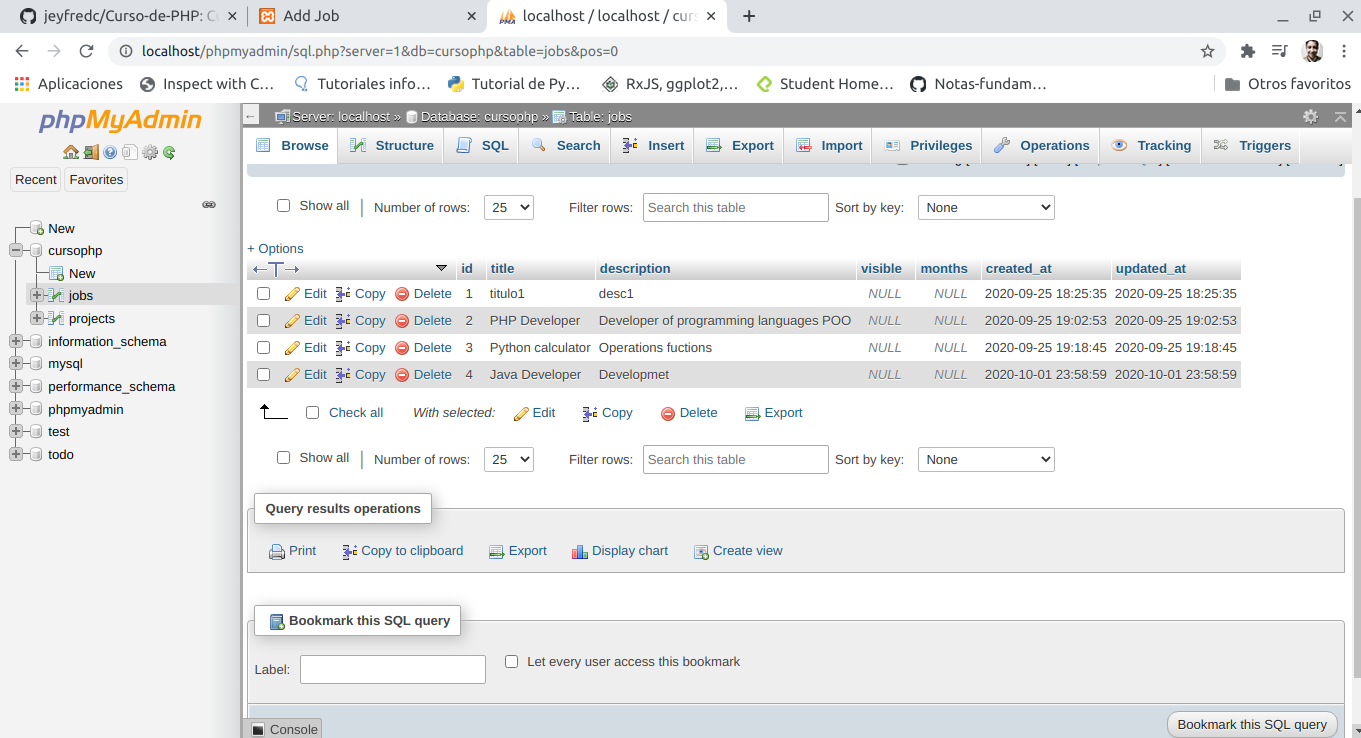 jeyfredc/Curso-de-PHP: C Add Job localhost / localhost / curs
localhost/phpmyadmin/sql.php?server=1&db=cursophp&table=jobs&pos=0
Aplicaciones Inspect with C... Tutoriales info... Tutorial de Py... RxJS, ggplot2,... Student Home... Notas-fundam... Otros favoritos
phpMyAdmin
Recent Favorites
New
cursophp
New
jobs
projects
information_schema
mysql
performance_schema
phpmyadmin
test
todo
Server: localhost » Database: cursophp » Table: jobs
Browse Structure SQL Search Insert Export Import Privileges Operations Tracking Triggers
Show all Number of rows: 25 Filter rows: Search this table Sort by key: None
+ Options
id title description visible months created_at updated_at
Edit Copy Delete 1 titulo1 desc1 NULL NULL 2020-09-25 18:25:35 2020-09-25 18:25:35
Edit Copy Delete 2 PHP Developer Developer of programming languages POO NULL NULL 2020-09-25 19:02:53 2020-09-25 19:02:53
Edit Copy Delete 3 Python calculator Operations fuctions NULL NULL 2020-09-25 19:18:45 2020-09-25 19:18:45
Edit Copy Delete 4 Java Developer Developmet NULL NULL 2020-10-01 23:58:59 2020-10-01 23:58:59
Check all With selected: Edit Copy Delete Export
Show all Number of rows: 25 Filter rows: Search this table Sort by key: None
Query results operations
Print Copy to clipboard Export Display chart Create view
Bookmark this SQL query
Label: Let every user access this bookmark
Console Bookmark this SQL query